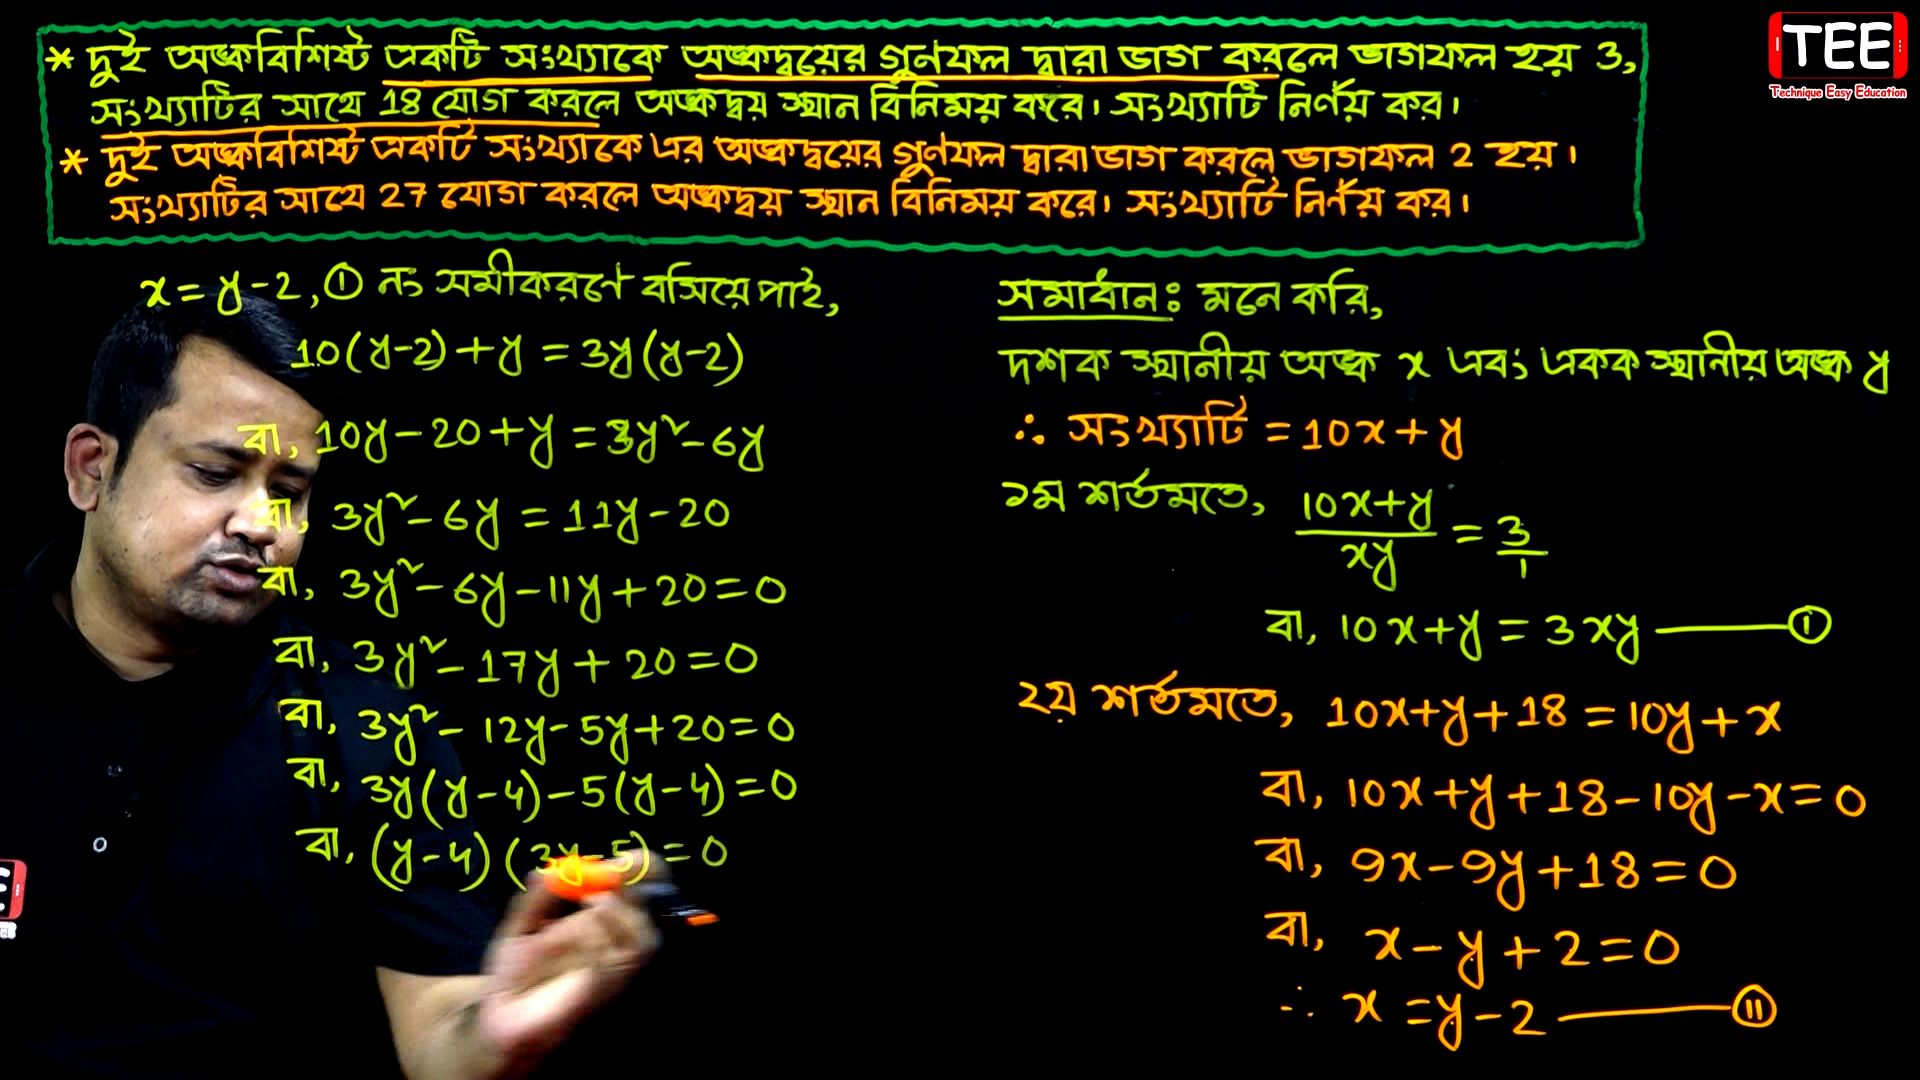 * দুই অঙ্কবিশিষ্ট একটি সংখ্যাকে অঙ্কদ্বয়ের গুণফল দ্বারা ভাগ করলে ভাগফল হয় 3,
সংখ্যাটির সাথে 18 যোগ করলে অঙ্কদ্বয় স্থান বিনিময় করে। সংখ্যাটি নির্ণয় কর।
* দুই অঙ্কবিশিষ্ট একটি সংখ্যাকে এর অঙ্কদ্বয়ের গুণফল দ্বারা ভাগ করলে ভাগফল 2 হয়।
সংখ্যাটির সাথে 27 যোগ করলে অঙ্কদ্বয় স্থান বিনিময় করে। সংখ্যাটি নির্ণয় কর।
TEE
Technique Easy Education
x = y - 2, ① নং সমীকরণে বসিয়ে পাই,
10(y-2) + y = 3y(y-2)
বা, 10y - 20 + y = 3y² - 6y
বা, 3y² - 6y = 11y - 20
বা, 3y² - 6y - 11y + 20 = 0
বা, 3y² - 17y + 20 = 0
বা, 3y² - 12y - 5y + 20 = 0
বা, 3y(y-4) - 5(y-4) = 0
বা, (y-4) (3y-5) = 0
সমাধান: মনে করি,
দশক স্থানীয় অঙ্ক x এবং একক স্থানীয় অঙ্ক y
∴ সংখ্যাটি = 10x + y
১ম শর্তমতে, (10x+y)/xy = 3/1
বা, 10x + y = 3xy —— ①
২য় শর্তমতে, 10x + y + 18 = 10y + x
বা, 10x + y + 18 - 10y - x = 0
বা, 9x - 9y + 18 = 0
বা, x - y + 2 = 0
∴ x = y - 2 —— ⑪